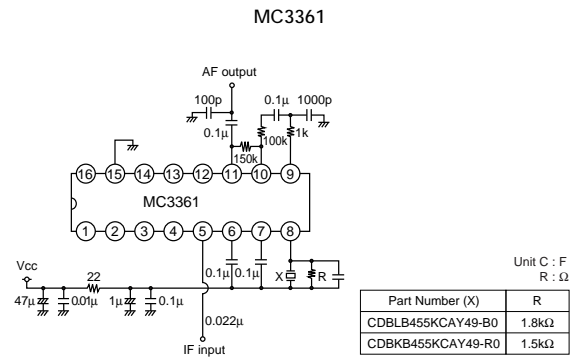 MC3361
AF output
100p
0.1μ
1000p
0.1μ
100k
1k
150k
16 15 14 13 12 11 10 9
MC3361
1 2 3 4 5 6 7 8
Vcc
22
0.1μ 0.1μ
X
R
47μ
0.01μ
1μ
0.1μ
0.022μ
IF input
Unit C : F
R : Ω
Part Number (X) R
CDBLB455KCAY49-B0 1.8kΩ
CDBKB455KCAY49-R0 1.5kΩ